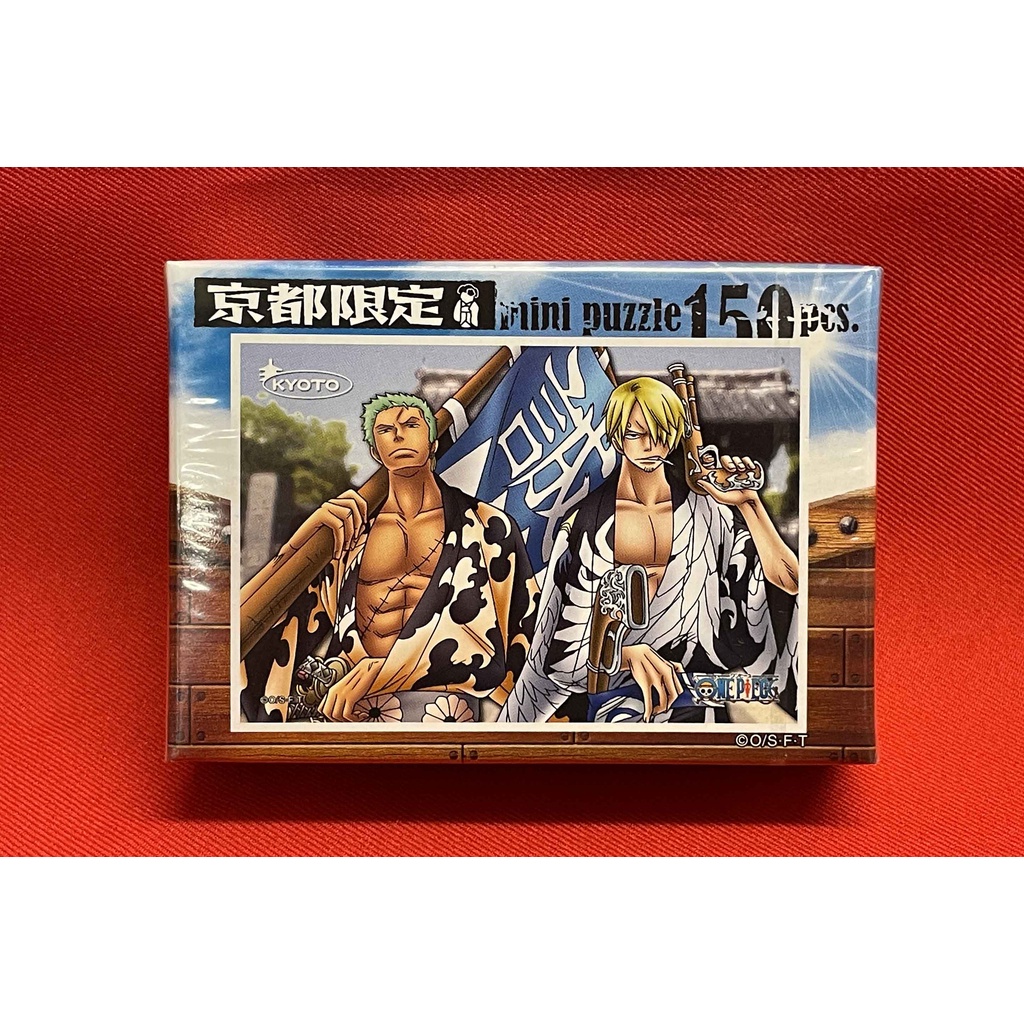 京都限定 mini puzzle 150 pcs.
KYOTO
©O/S·F·T
ONE PIECE
©O/S·F·T